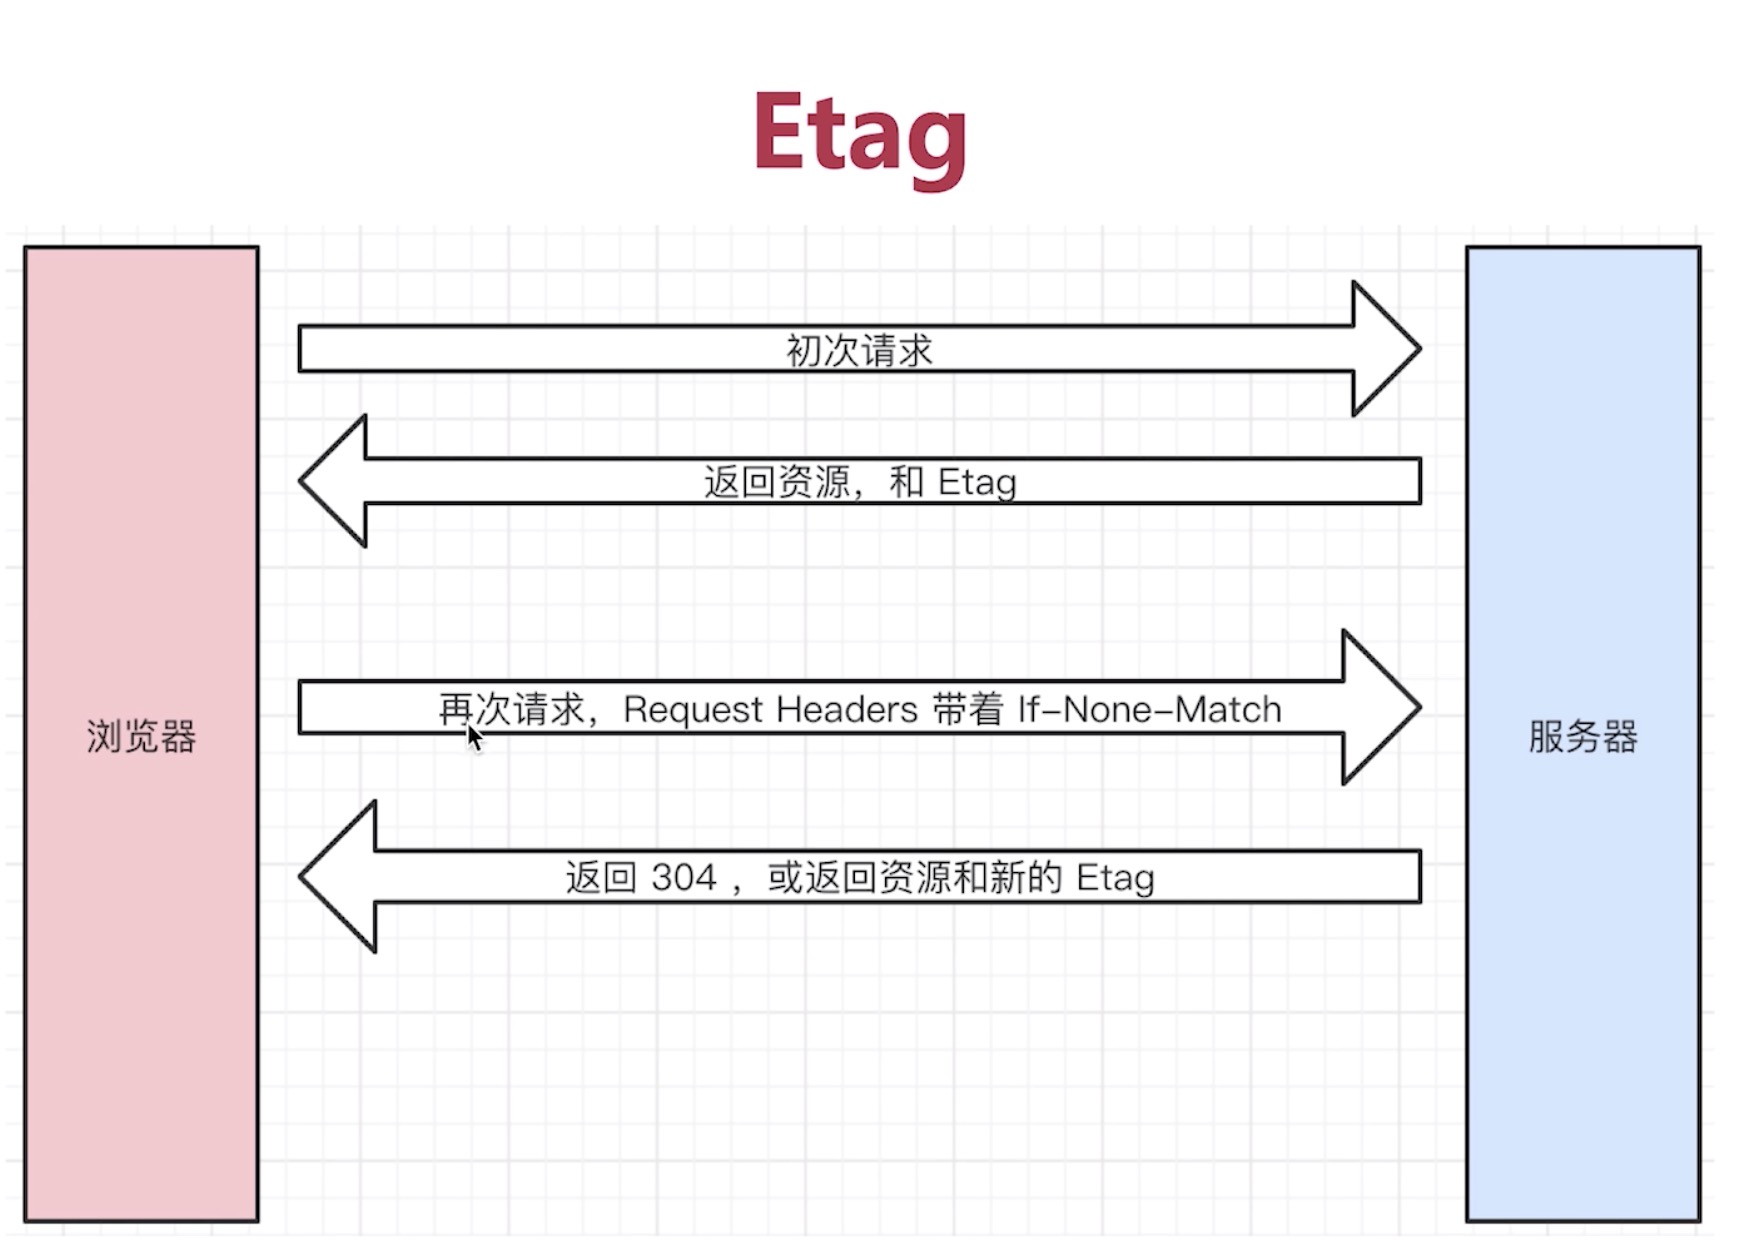 Etag
初次请求
返回资源，和 Etag
再次请求，Request Headers 带着 If-None-Match
浏览器
服务器
返回 304 ，或返回资源和新的 Etag